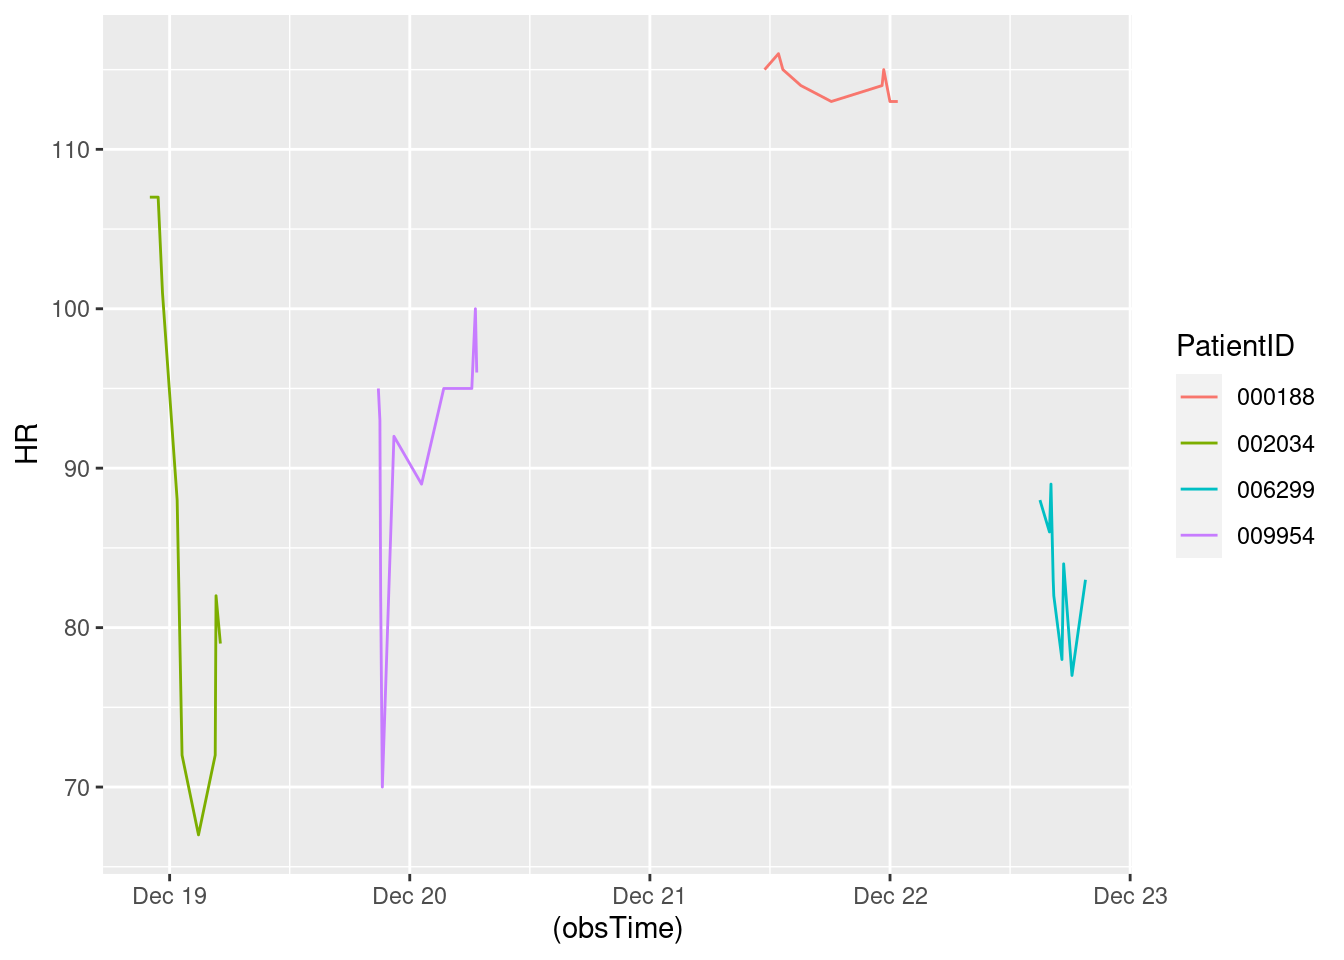 110
100
90
80
70
HR
Dec 19
Dec 20
Dec 21
Dec 22
Dec 23
(obsTime)
PatientID
000188
002034
006299
009954